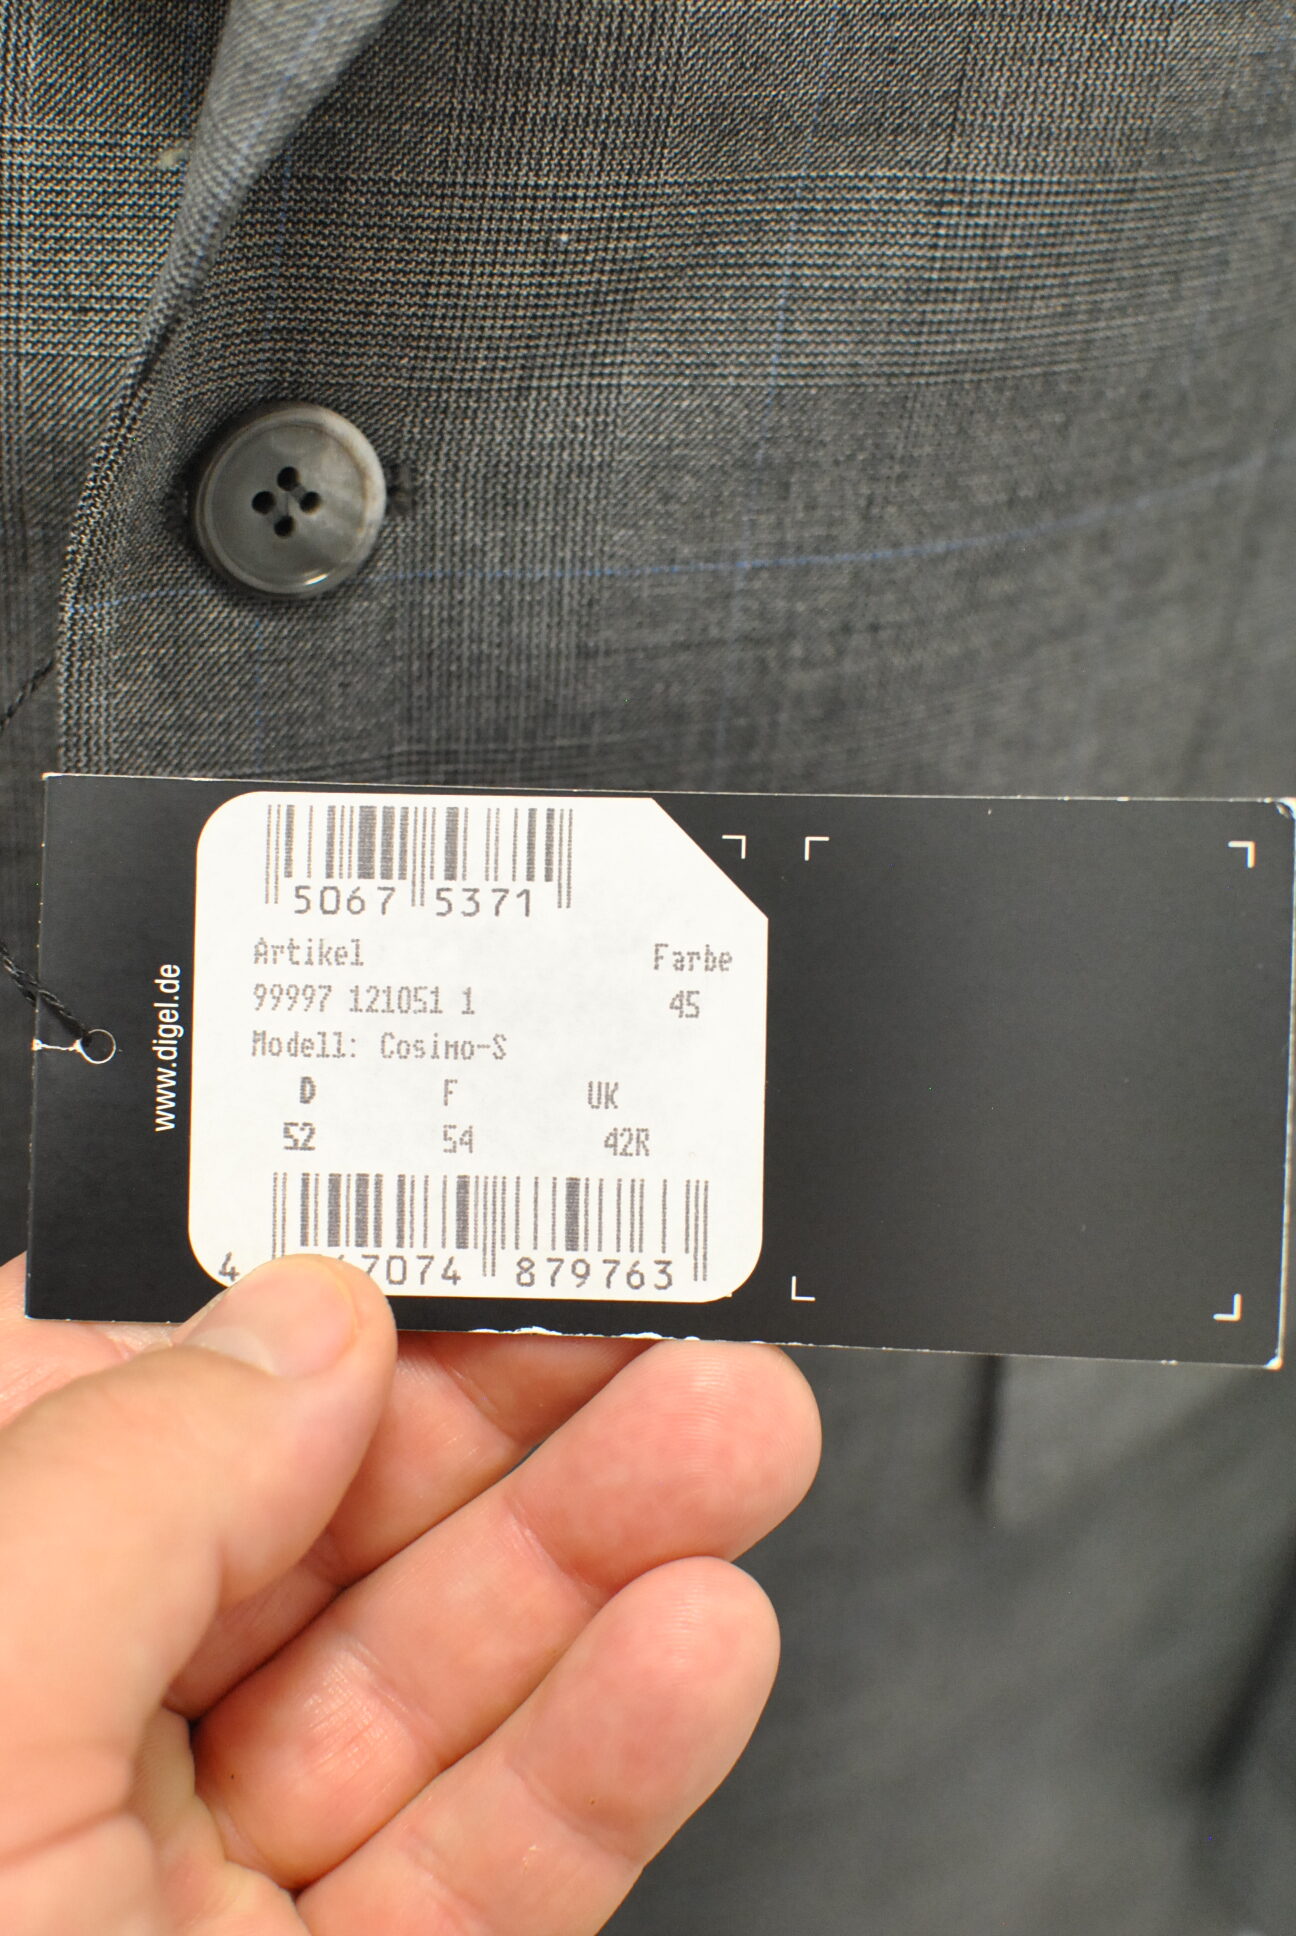 5067 5371
Artikel Farbe
99997 121051 1 45
Modell: Cosimo-S
D F UK
52 54 42R
4 7074 879763
www.digel.de